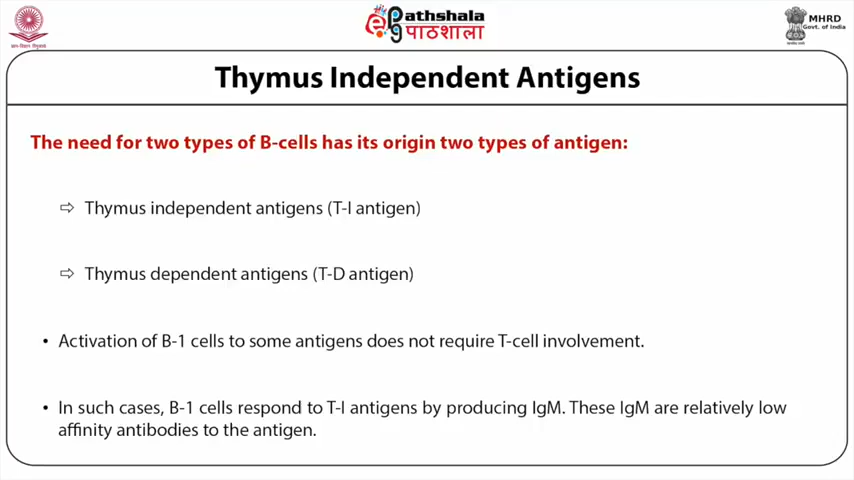 ePathshala
पाठशाला
MHRD
Govt. of India
Thymus Independent Antigens
The need for two types of B-cells has its origin two types of antigen:
⇨ Thymus independent antigens (T-I antigen)
⇨ Thymus dependent antigens (T-D antigen)
• Activation of B-1 cells to some antigens does not require T-cell involvement.
• In such cases, B-1 cells respond to T-I antigens by producing IgM. These IgM are relatively low
affinity antibodies to the antigen.